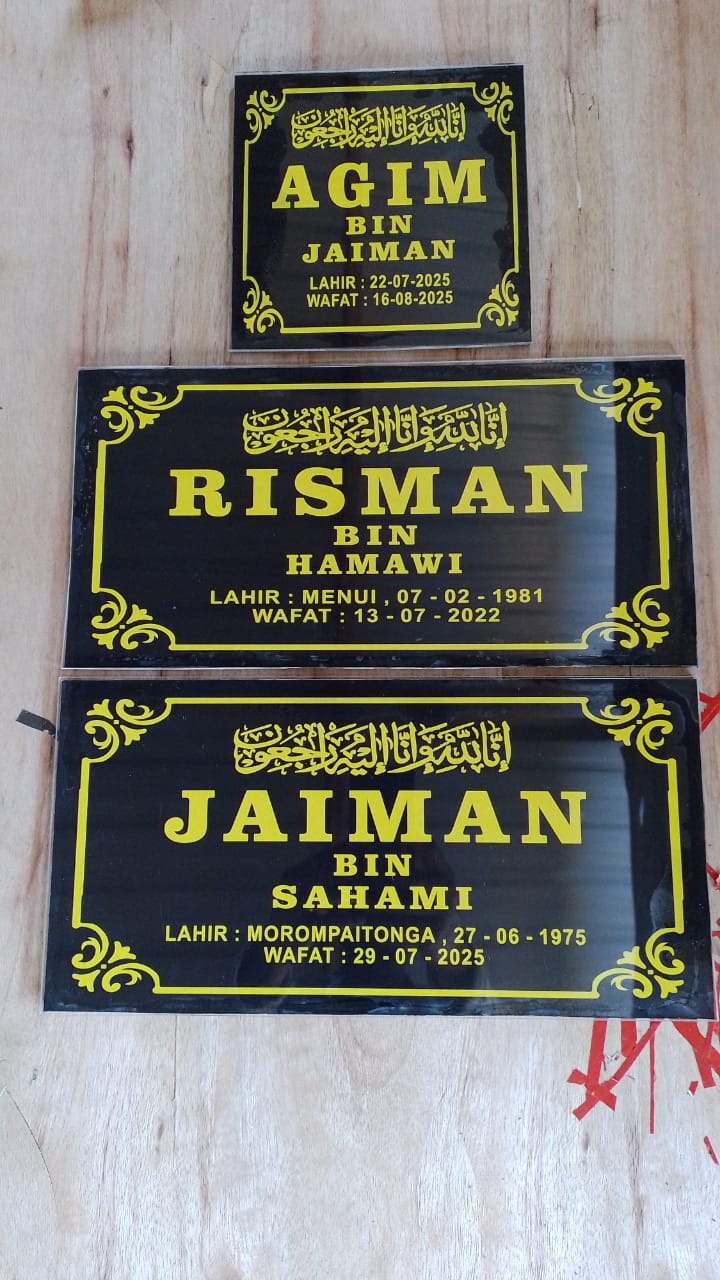 إنا لله وإنا إليه راجعون
AGIM
BIN
JAIMAN
LAHIR : 22-07-2025
WAFAT : 16-08-2025
إنا لله وإنا إليه راجعون
RISMAN
BIN
HAMAWI
LAHIR : MENUI , 07 - 02 - 1981
WAFAT : 13 - 07 - 2022
إنا لله وإنا إليه راجعون
JAIMAN
BIN
SAHAMI
LAHIR : MOROMPAITONGA , 27 - 06 - 1975
WAFAT : 29 - 07 - 2025